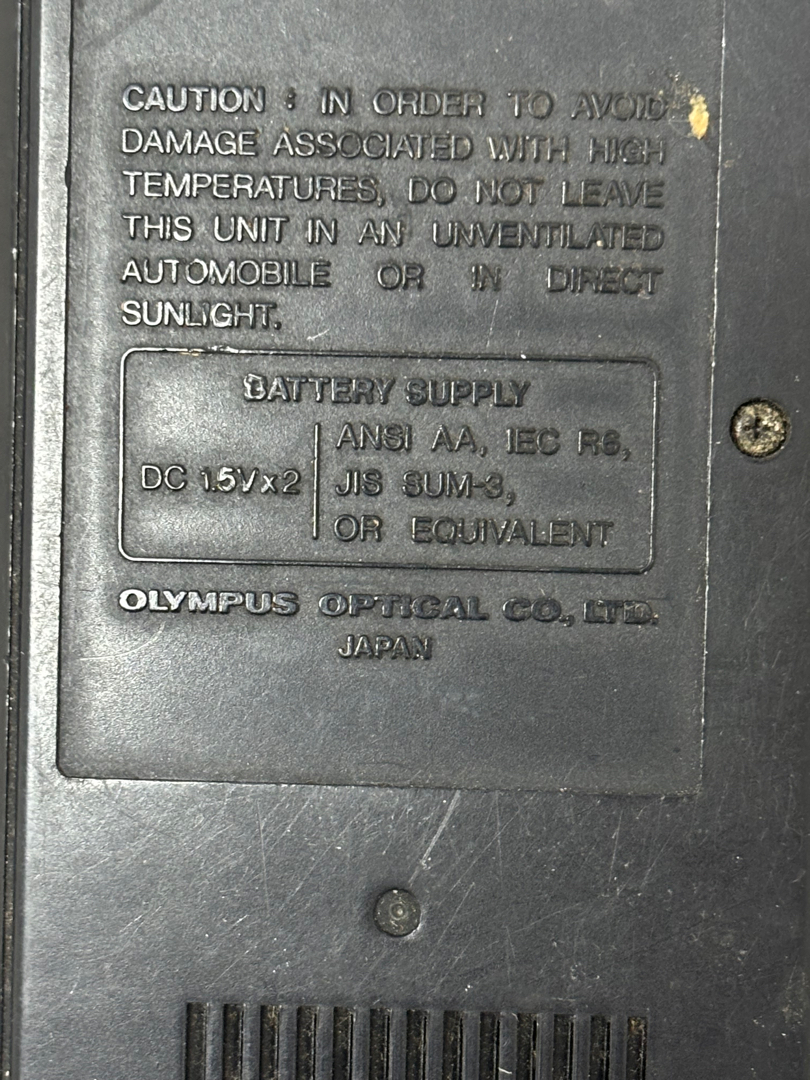 CAUTION : IN ORDER TO AVOID
DAMAGE ASSOCIATED WITH HIGH
TEMPERATURES, DO NOT LEAVE
THIS UNIT IN AN UNVENTILATED
AUTOMOBILE OR IN DIRECT
SUNLIGHT.
BATTERY SUPPLY
DC 1.5V×2
ANSI AA, IEC R6,
JIS SUM-3,
OR EQUIVALENT
OLYMPUS OPTICAL CO., LTD.
JAPAN